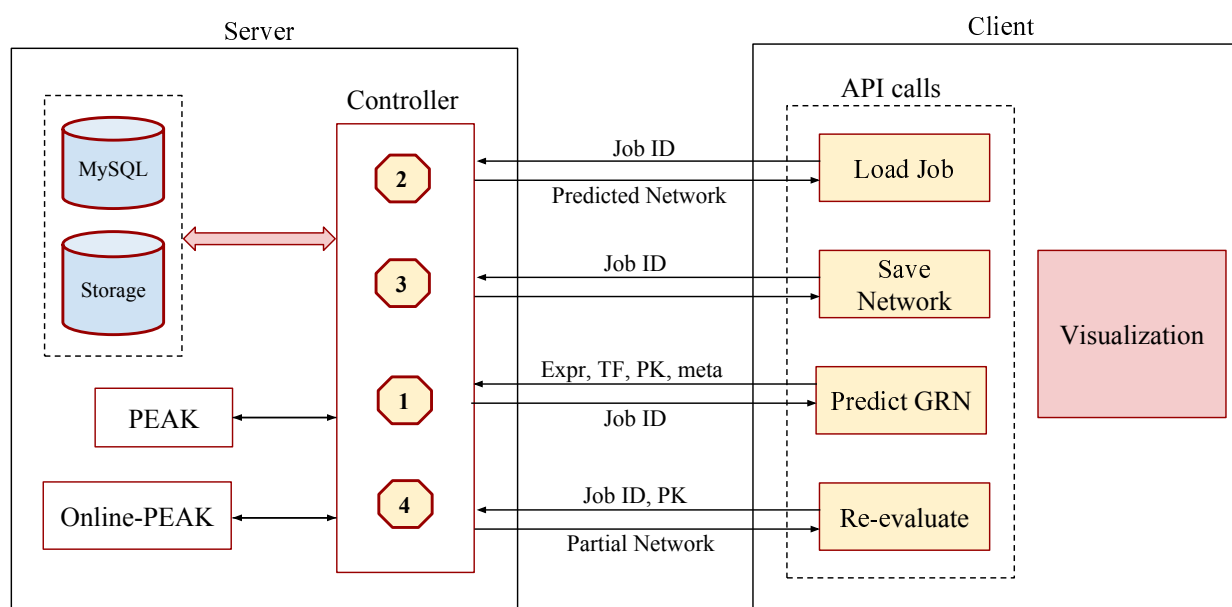 Server
Client
Controller
API calls
MySQL
Storage
PEAK
Online-PEAK
2
3
1
4
Job ID
Predicted Network
Job ID
Expr, TF, PK, meta
Job ID
Job ID, PK
Partial Network
Load Job
Save
Network
Predict GRN
Re-evaluate
Visualization